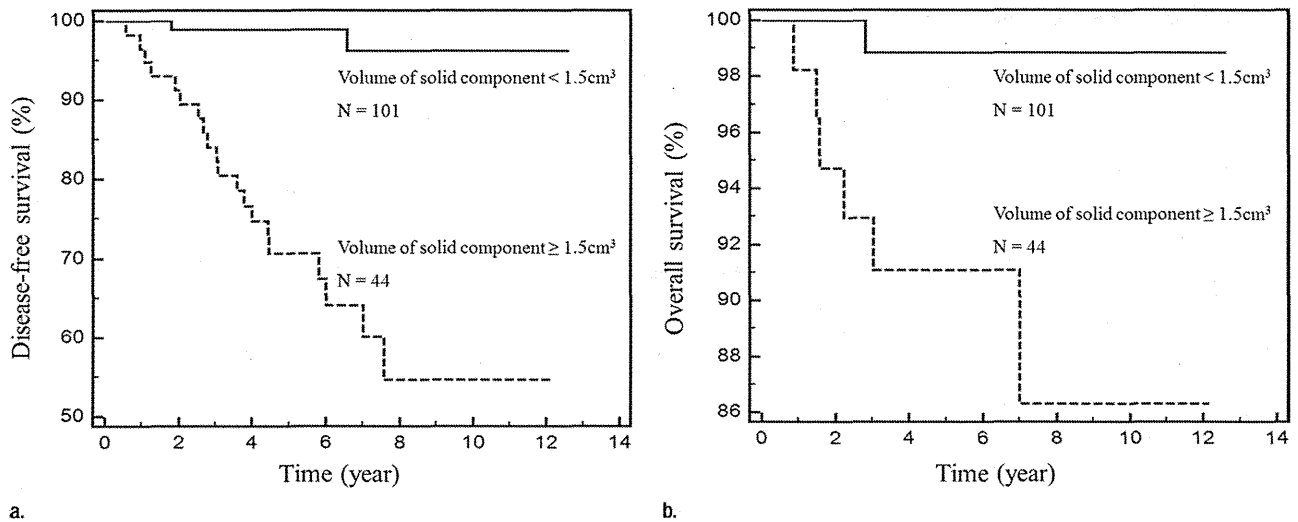 100
90
80
70
60
50
0 2 4 6 8 10 12 14
Disease-free survival (%)
Time (year)
Volume of solid component < 1.5cm³
N = 101
Volume of solid component ≥ 1.5cm³
N = 44
a.
100
98
96
94
92
90
88
86
0 2 4 6 8 10 12 14
Overall survival (%)
Time (year)
Volume of solid component < 1.5cm³
N = 101
Volume of solid component ≥ 1.5cm³
N = 44
b.